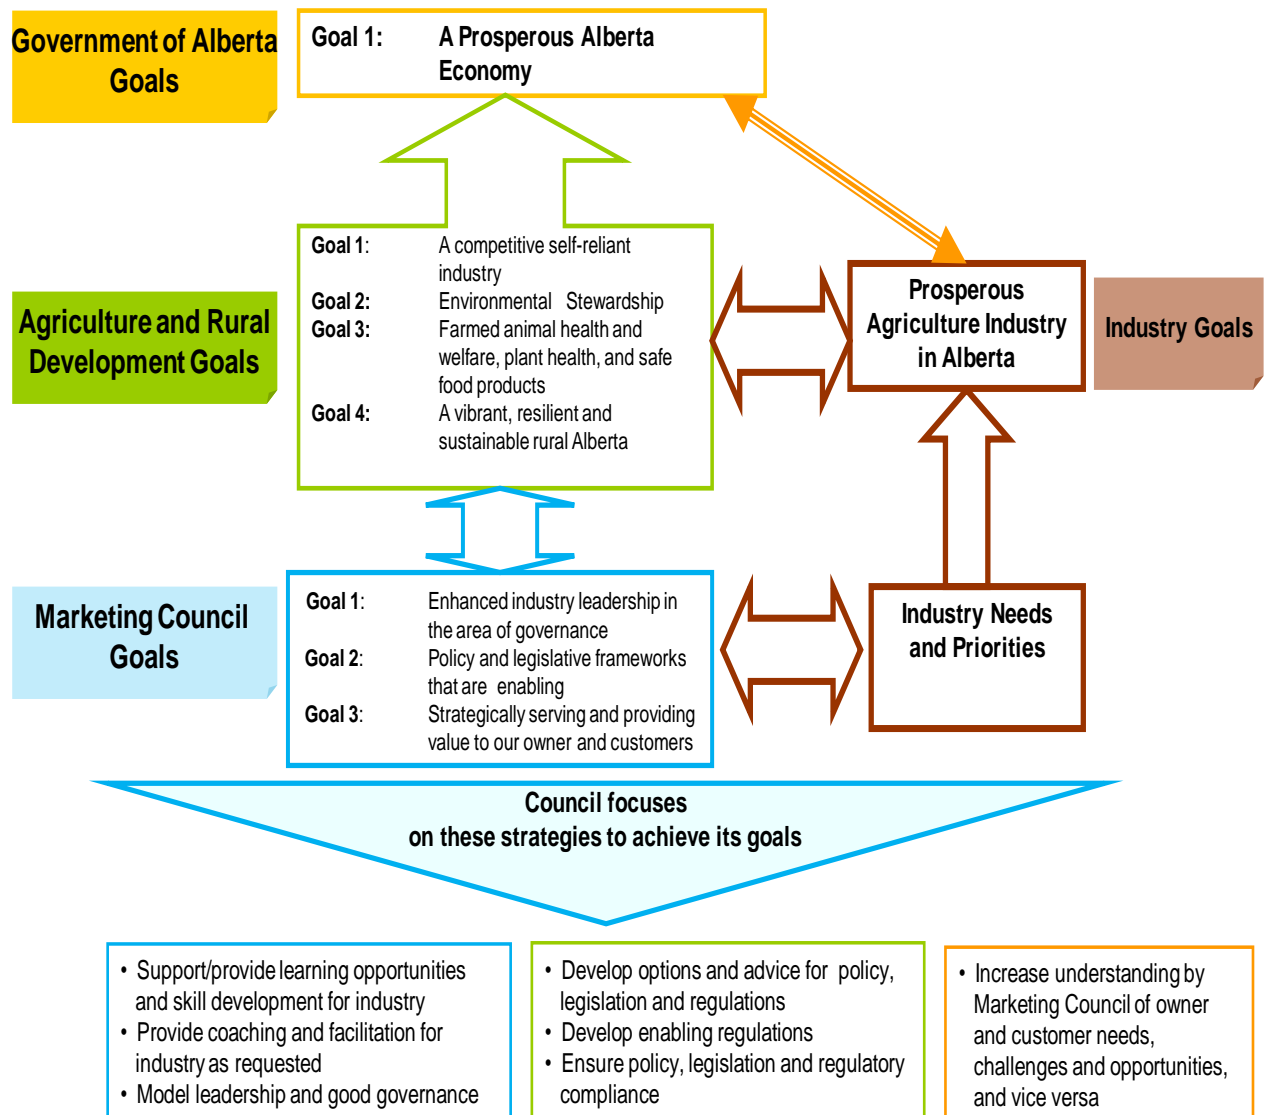 Government of Alberta
Goals
Goal 1: A Prosperous Alberta
Economy
Agriculture and Rural
Development Goals
Goal 1: A competitive self-reliant
industry
Goal 2: Environmental Stewardship
Goal 3: Farmed animal health and
welfare, plant health, and safe
food products
Goal 4: A vibrant, resilient and
sustainable rural Alberta
Prosperous
Agriculture Industry
in Alberta
Industry Goals
Marketing Council
Goals
Goal 1: Enhanced industry leadership in
the area of governance
Goal 2: Policy and legislative frameworks
that are enabling
Goal 3: Strategically serving and providing
value to our owner and customers
Industry Needs
and Priorities
Council focuses
on these strategies to achieve its goals
• Support/provide learning opportunities
and skill development for industry
• Provide coaching and facilitation for
industry as requested
• Model leadership and good governance
• Develop options and advice for policy,
legislation and regulations
• Develop enabling regulations
• Ensure policy, legislation and regulatory
compliance
• Increase understanding by
Marketing Council of owner
and customer needs,
challenges and opportunities,
and vice versa